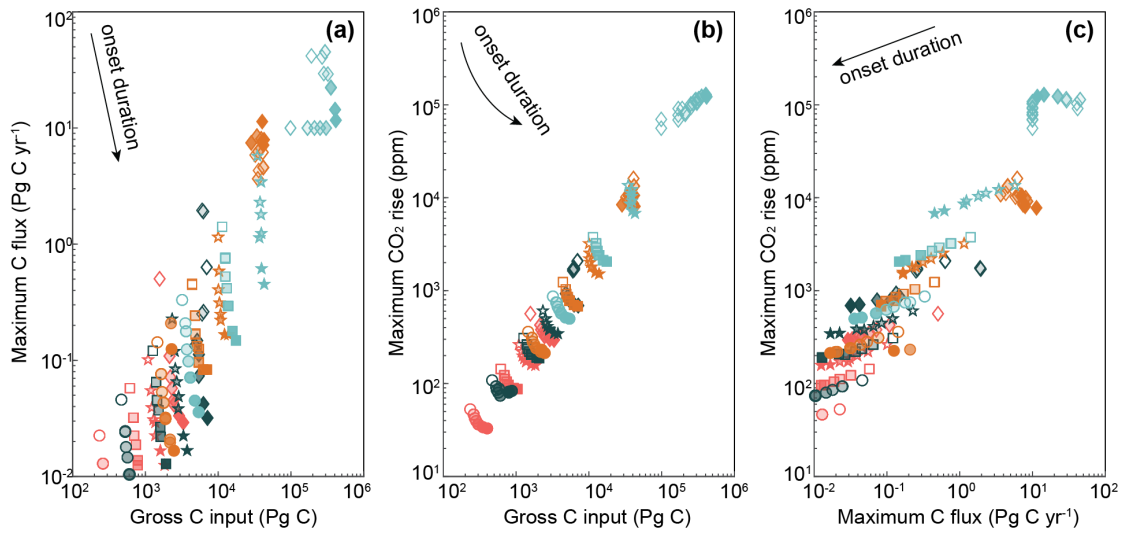 (a)
onset duration
Maximum C flux (Pg C yr⁻¹)
10²
10¹
10⁰
10⁻¹
10⁻²
10² 10³ 10⁴ 10⁵ 10⁶
Gross C input (Pg C)
(b)
onset duration
Maximum CO₂ rise (ppm)
10⁶
10⁵
10⁴
10³
10²
10¹
10² 10³ 10⁴ 10⁵ 10⁶
Gross C input (Pg C)
(c)
onset duration
Maximum CO₂ rise (ppm)
10⁶
10⁵
10⁴
10³
10²
10¹
10⁻² 10⁻¹ 10⁰ 10¹ 10²
Maximum C flux (Pg C yr⁻¹)